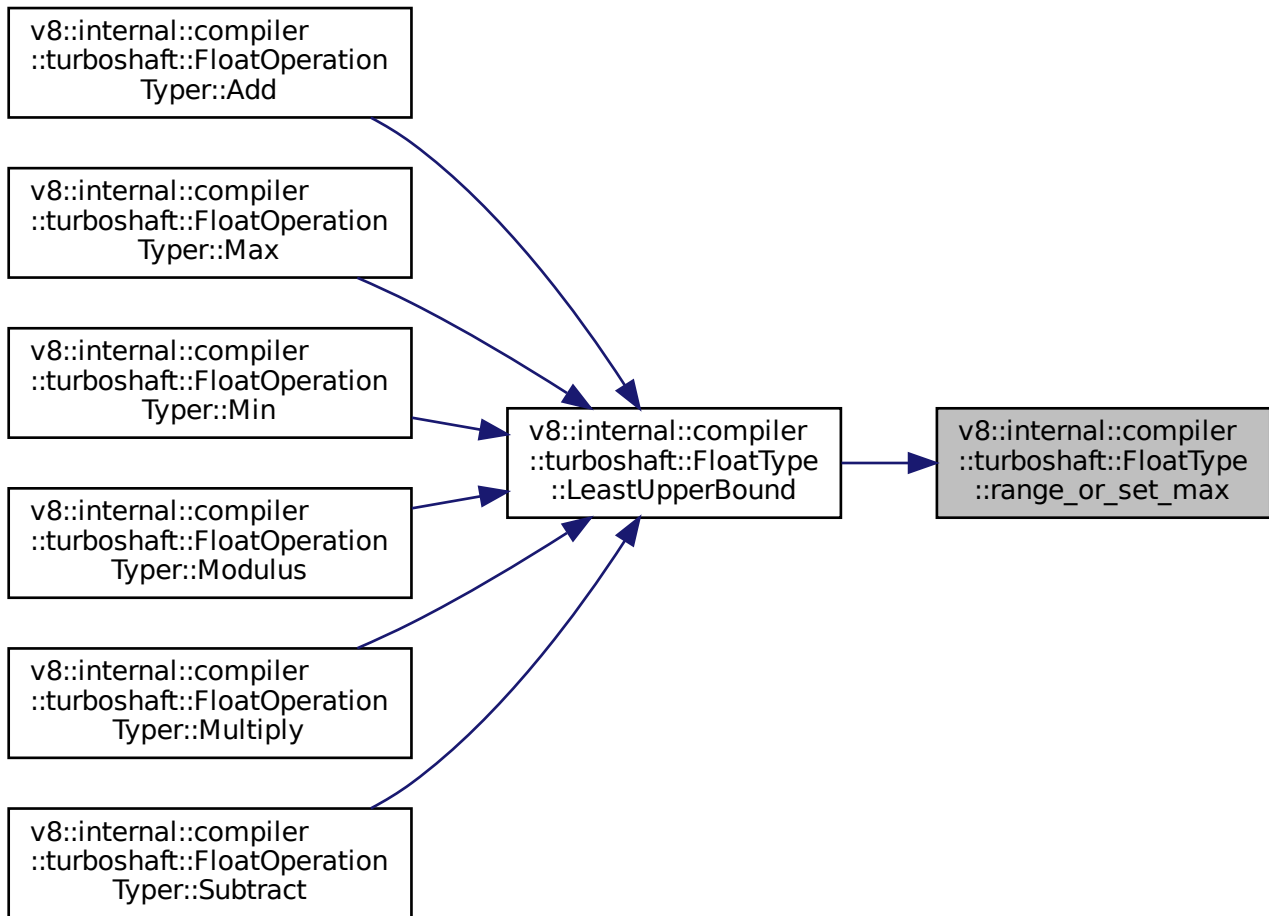 v8::internal::compiler
::turboshaft::FloatOperation
Typer::Add
v8::internal::compiler
::turboshaft::FloatOperation
Typer::Max
v8::internal::compiler
::turboshaft::FloatOperation
Typer::Min
v8::internal::compiler
::turboshaft::FloatOperation
Typer::Modulus
v8::internal::compiler
::turboshaft::FloatOperation
Typer::Multiply
v8::internal::compiler
::turboshaft::FloatOperation
Typer::Subtract
v8::internal::compiler
::turboshaft::FloatType
::LeastUpperBound
v8::internal::compiler
::turboshaft::FloatType
::range_or_set_max